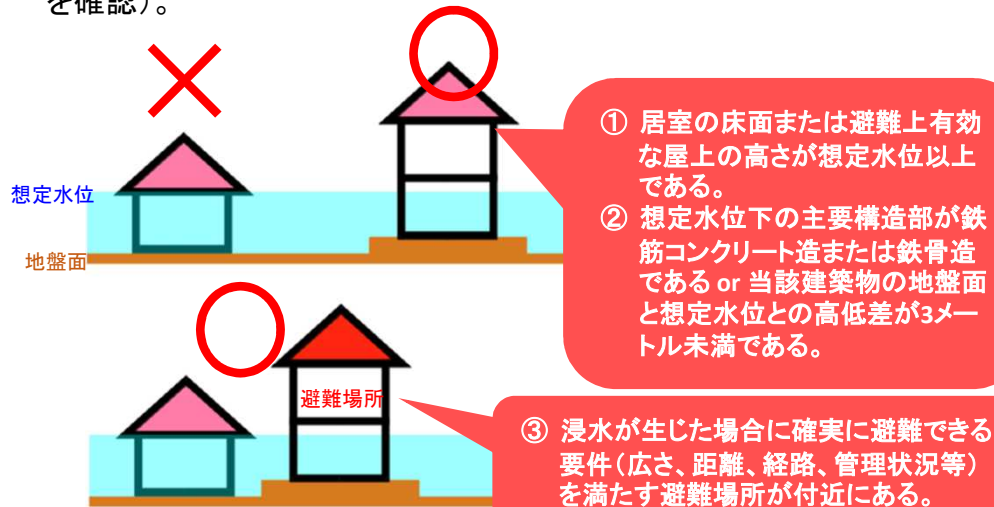 を確認）。
① 居室の床面または避難上有効
な屋上の高さが想定水位以上
である。
② 想定水位下の主要構造部が鉄
筋コンクリート造または鉄骨造
である or 当該建築物の地盤面
と想定水位との高低差が3メー
トル未満である。
想定水位
地盤面
避難場所
③ 浸水が生じた場合に確実に避難できる
要件（広さ、距離、経路、管理状況等）
を満たす避難場所が付近にある。